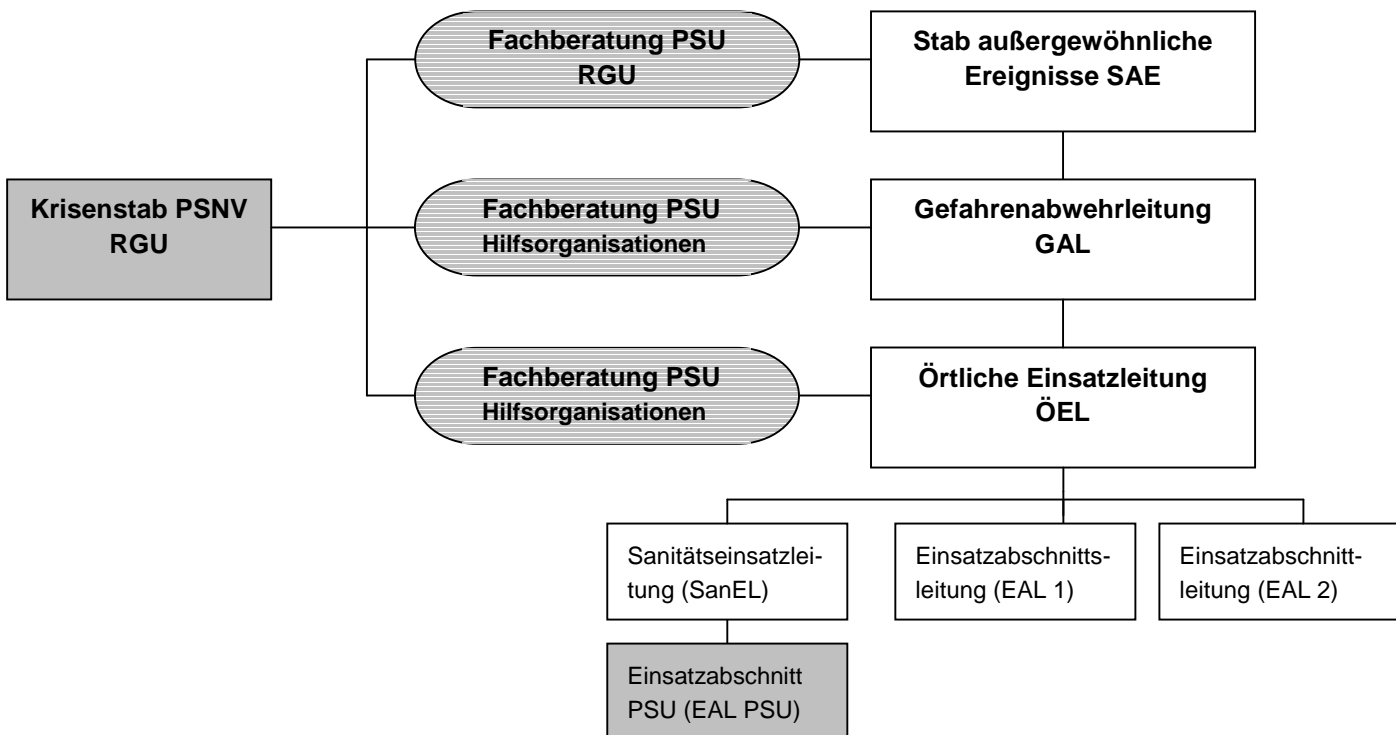 Fachberatung PSU
RGU
Stab außergewöhnliche
Ereignisse SAE
Krisenstab PSNV
RGU
Fachberatung PSU
Hilfsorganisationen
Gefahrenabwehrleitung
GAL
Fachberatung PSU
Hilfsorganisationen
Örtliche Einsatzleitung
ÖEL
Sanitätseinsatzlei-
tung (SanEL)
Einsatzabschnitts-
leitung (EAL 1)
Einsatzabschnitt-
leitung (EAL 2)
Einsatzabschnitt
PSU (EAL PSU)